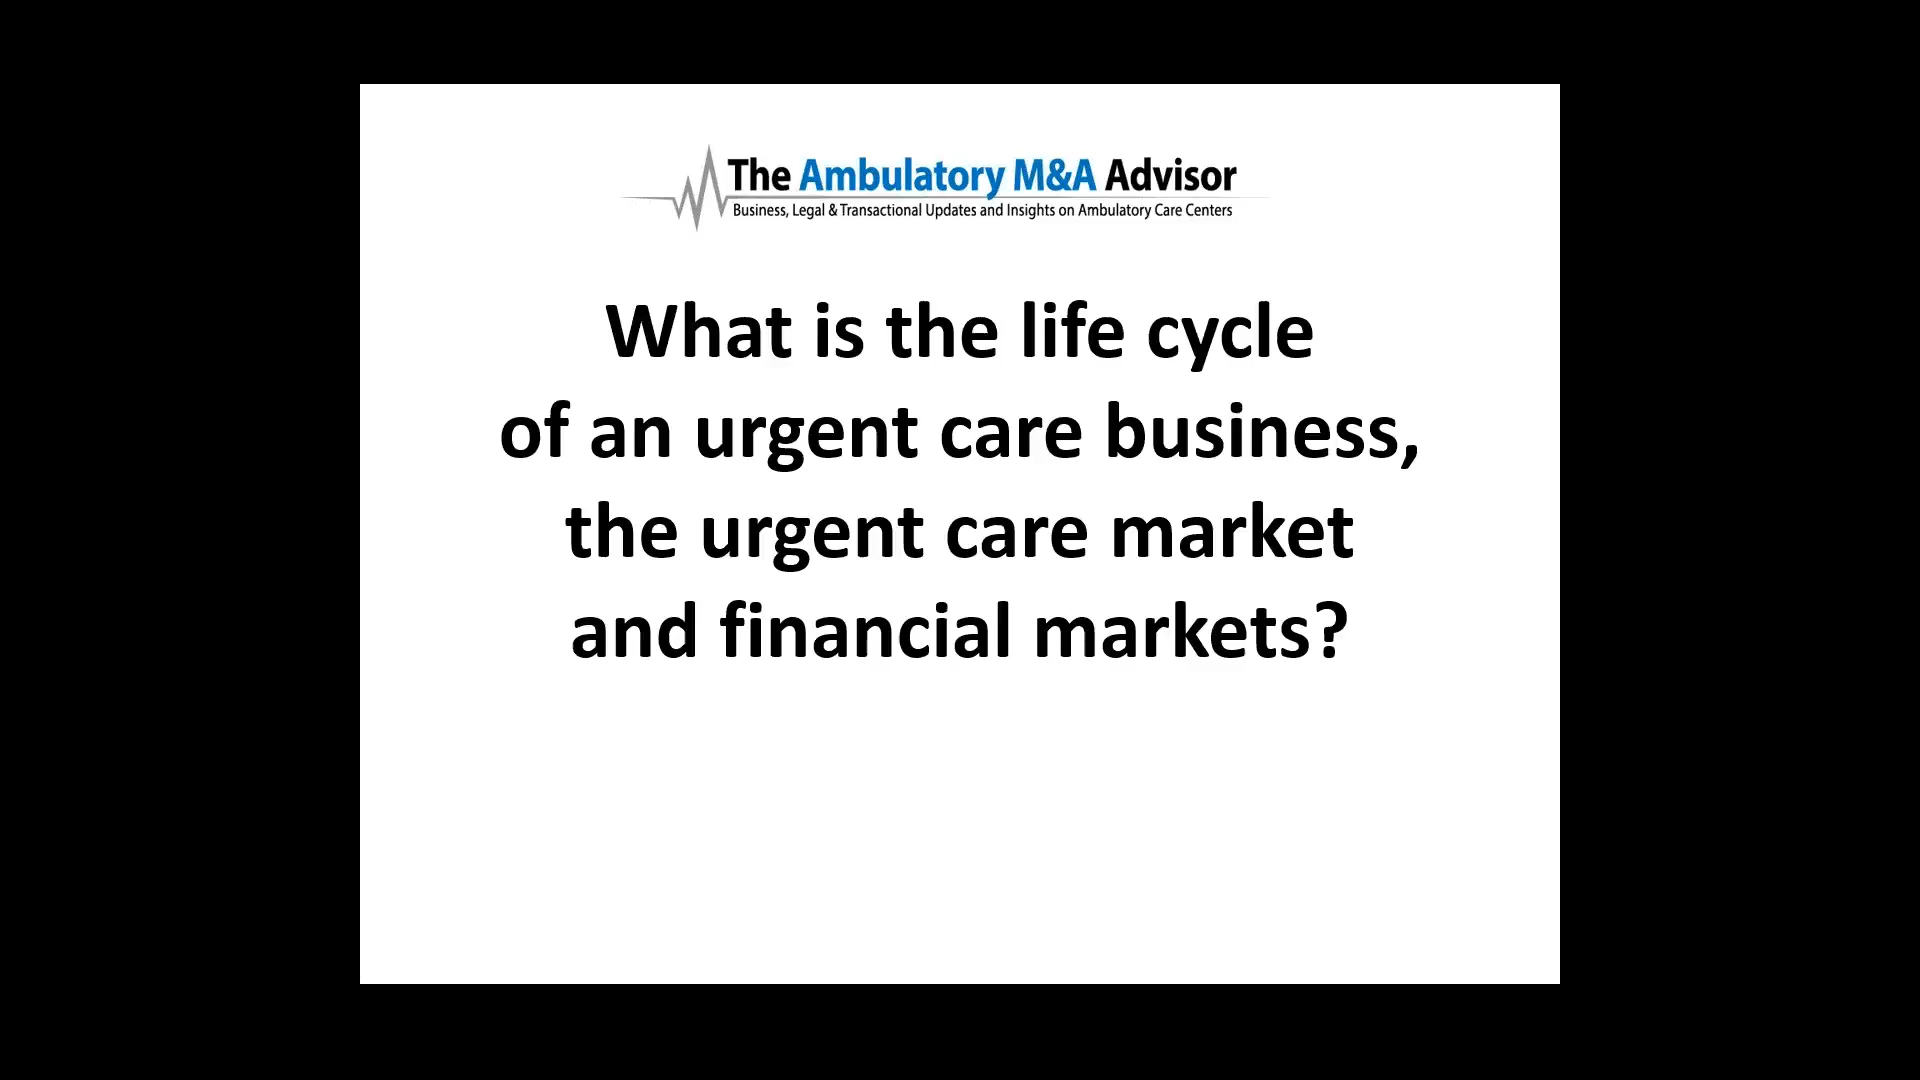 The Ambulatory M&A Advisor
Business, Legal & Transactional Updates and Insights on Ambulatory Care Centers
What is the life cycle
of an urgent care business,
the urgent care market
and financial markets?